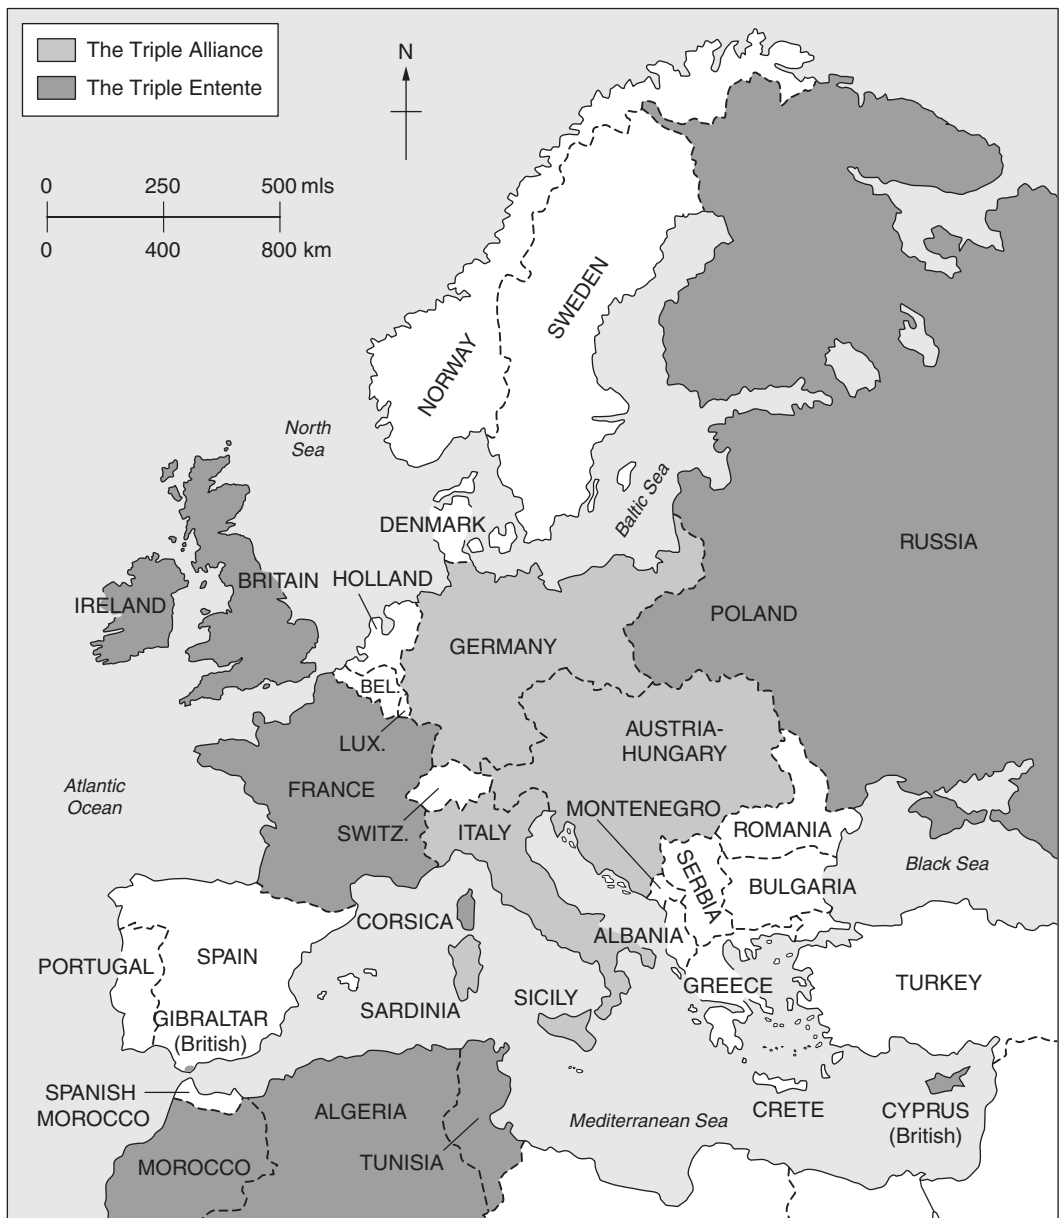 The Triple Alliance
The Triple Entente
N
0 250 500 mls
0 400 800 km
SWEDEN
NORWAY
North
Sea
Baltic Sea
DENMARK
RUSSIA
BRITAIN
HOLLAND
IRELAND
POLAND
GERMANY
BEL.
AUSTRIA-
HUNGARY
LUX.
Atlantic
Ocean
FRANCE
MONTENEGRO
SWITZ.
ITALY
ROMANIA
SERBIA
Black Sea
BULGARIA
CORSICA
ALBANIA
SPAIN
PORTUGAL
TURKEY
GREECE
SICILY
SARDINIA
GIBRALTAR
(British)
SPANISH
MOROCCO
ALGERIA
Mediterranean Sea
CRETE
CYPRUS
(British)
TUNISIA
MOROCCO